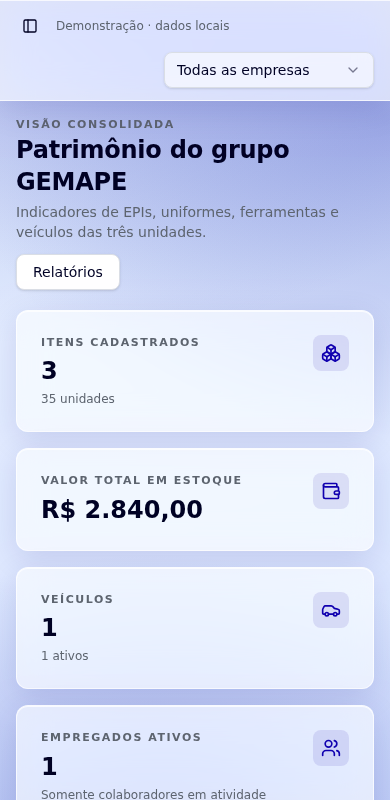 Demonstração · dados locais
Todas as empresas
VISÃO CONSOLIDADA
Patrimônio do grupo
GEMAPE
Indicadores de EPIs, uniformes, ferramentas e
veículos das três unidades.
Relatórios
ITENS CADASTRADOS
3
35 unidades
VALOR TOTAL EM ESTOQUE
R$ 2.840,00
VEÍCULOS
1
1 ativos
EMPREGADOS ATIVOS
1
Somente colaboradores em atividade